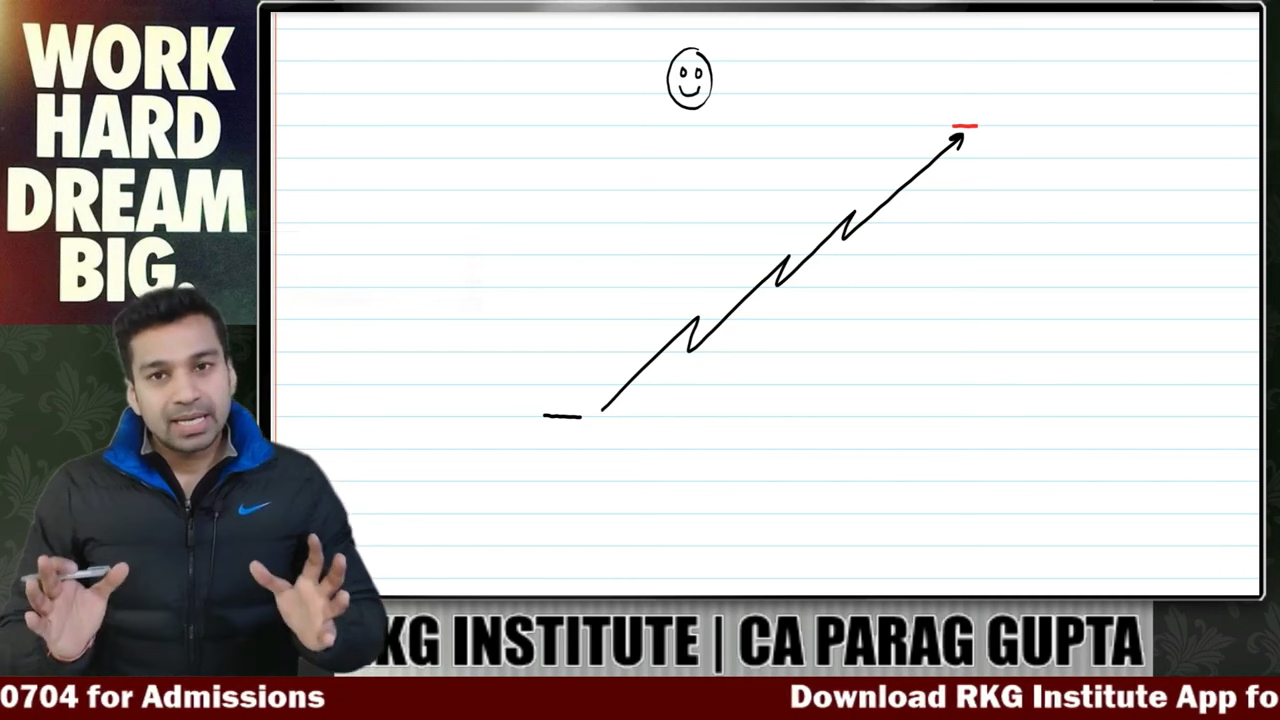 WORK
HARD
DREAM
BIG.
KG INSTITUTE | CA PARAG GUPTA
0704 for Admissions
Download RKG Institute App fo